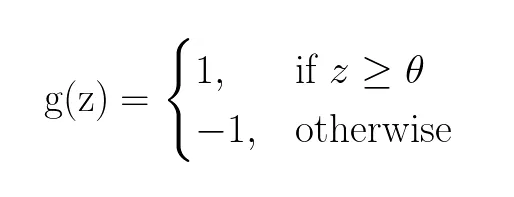 g(z) = { 1, if z ≥ θ
−1, otherwise